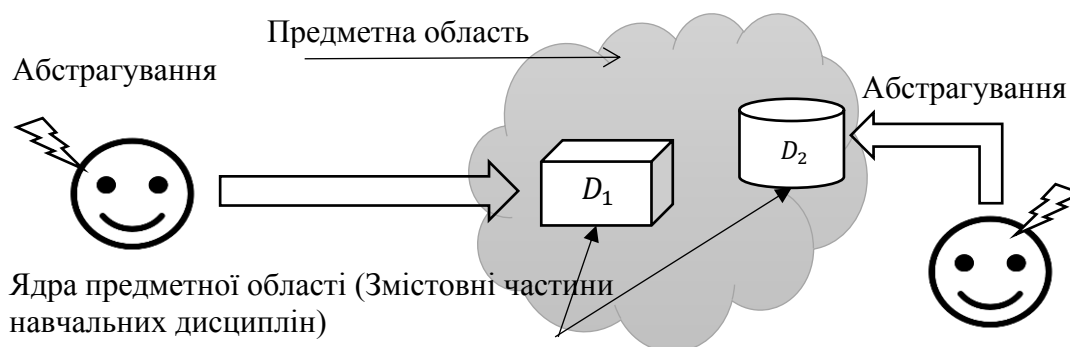 Предметна область
Абстрагування
Абстрагування
D₁
D₂
Ядра предметної області (Змістовні частини
навчальних дисциплін)